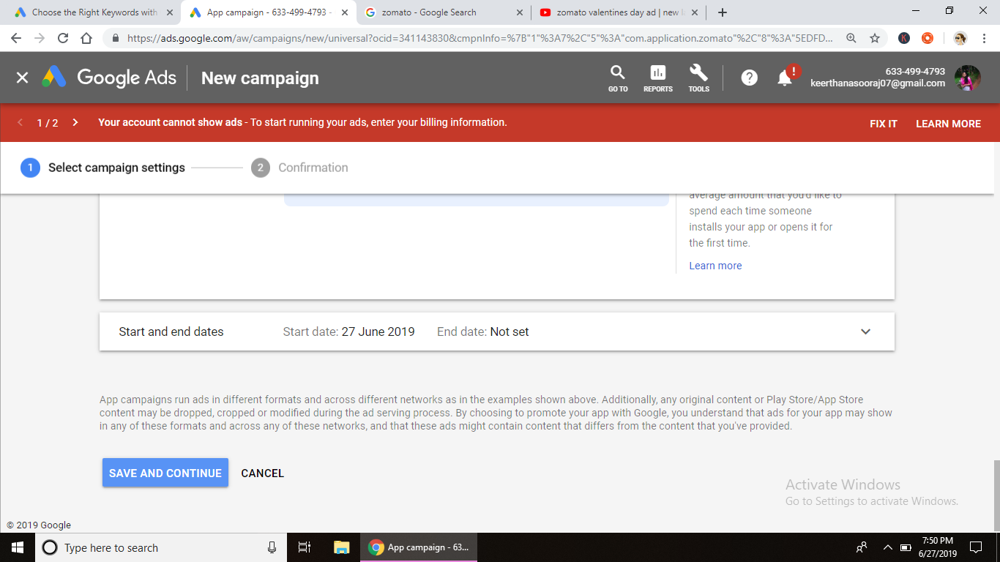 Choose the Right Keywords with
App campaign - 633-499-4793 -
zomato - Google Search
zomato valentines day ad | new
https://ads.google.com/aw/campaigns/new/universal?ocid=341143830&cmpnInfo=%7B"1"%3A7%2C"5"%3A"com.application.zomato"%2C"8"%3A"5EDFD...
K
Google Ads
New campaign
GO TO
REPORTS
TOOLS
?
!
633-499-4793
keerthanasooraj07@gmail.com
1 / 2
Your account cannot show ads - To start running your ads, enter your billing information.
FIX IT
LEARN MORE
1 Select campaign settings
2 Confirmation
average amount that you'd like to
spend each time someone
installs your app or opens it for
the first time.
Learn more
Start and end dates
Start date: 27 June 2019
End date: Not set
App campaigns run ads in different formats and across different networks as in the examples shown above. Additionally, any original content or Play Store/App Store
content may be dropped, cropped or modified during the ad serving process. By choosing to promote your app with Google, you understand that ads for your app may show
in any of these formats and across any of these networks, and that these ads might contain content that differs from the content that you've provided.
SAVE AND CONTINUE
CANCEL
Activate Windows
Go to Settings to activate Windows.
© 2019 Google
Type here to search
App campaign - 63...
7:50 PM
6/27/2019